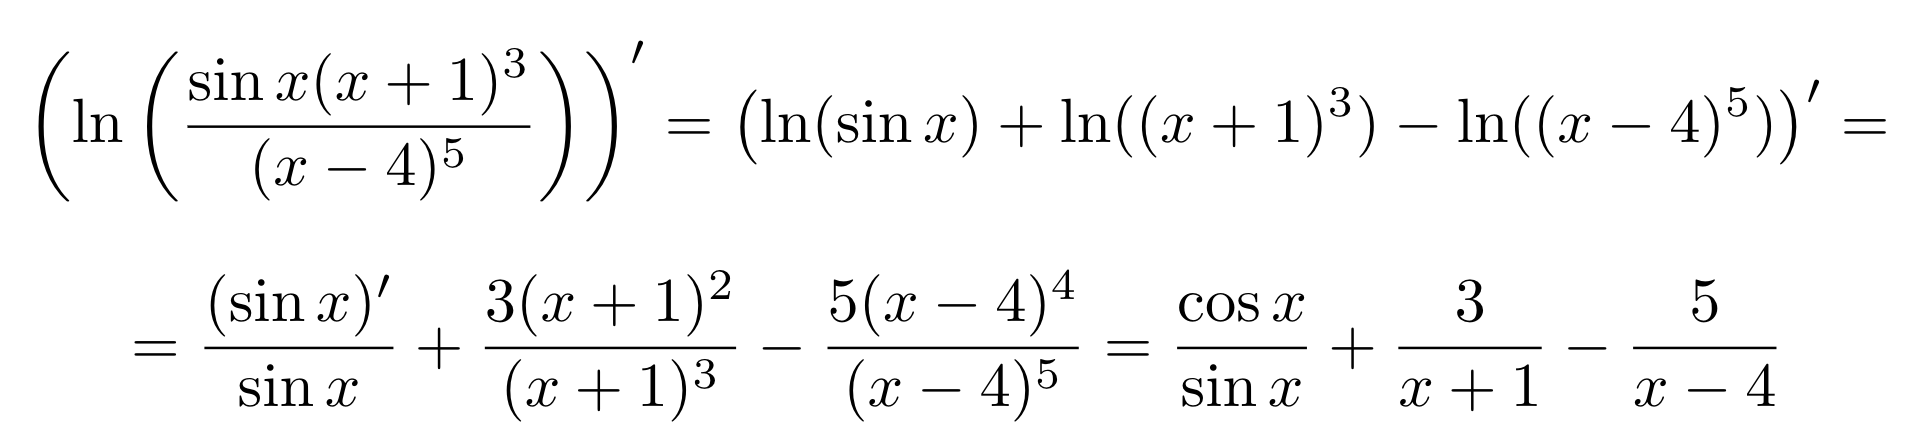 (ln(sin x(x + 1)³/(x − 4)⁵))′ = (ln(sin x) + ln((x + 1)³) − ln((x − 4)⁵))′ =
= (sin x)′/sin x + 3(x + 1)²/(x + 1)³ − 5(x − 4)⁴/(x − 4)⁵ = cos x/sin x + 3/(x + 1) − 5/(x − 4)